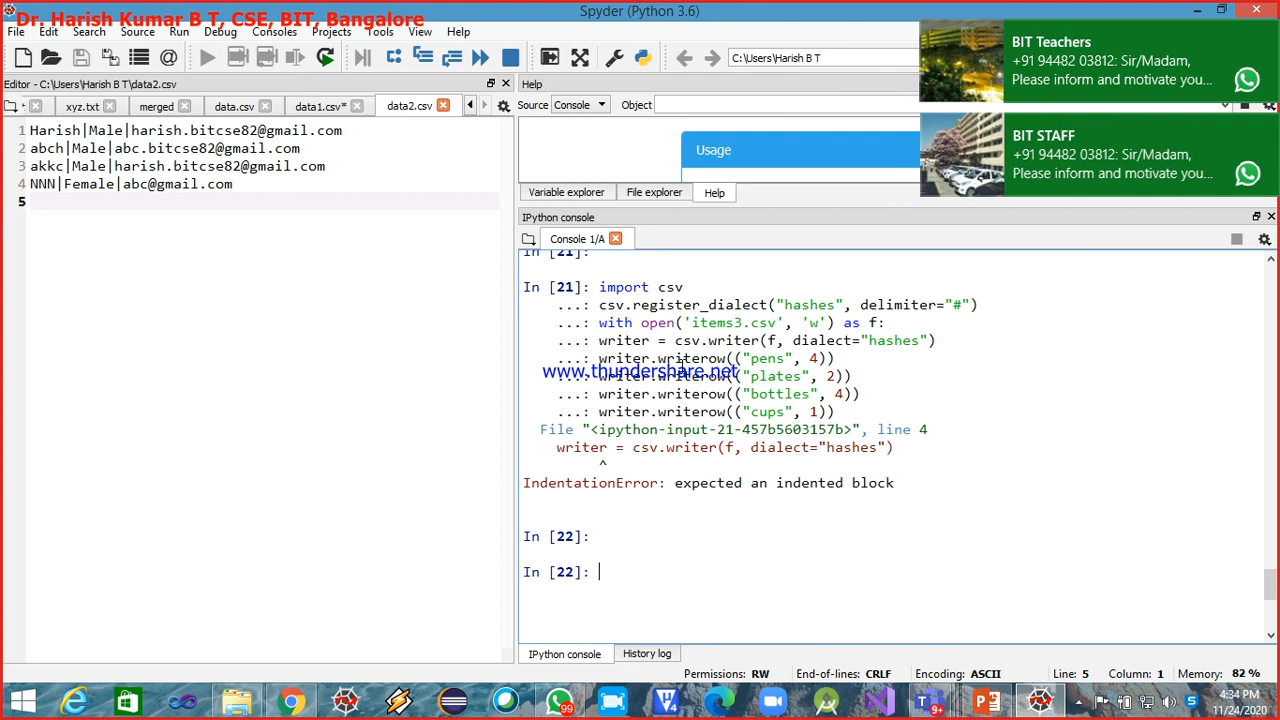 Dr. Harish Kumar B T, CSE, BIT, Bangalore
Spyder (Python 3.6)
File Edit Search Source Run Debug Consoles Projects Tools View Help
C:\Users\Harish B T
Editor - C:\Users\Harish B T\data2.csv
xyz.txt merged data.csv data1.csv* data2.csv
1 Harish|Male|harish.bitcse82@gmail.com
2 abch|Male|abc.bitcse82@gmail.com
3 akkc|Male|harish.bitcse82@gmail.com
4 NNN|Female|abc@gmail.com
5
Help
Source Console Object
Usage
Variable explorer File explorer Help
BIT Teachers
+91 94482 03812: Sir/Madam,
Please inform and motivate you...
BIT STAFF
+91 94482 03812: Sir/Madam,
Please inform and motivate you...
IPython console
Console 1/A
In [21]:
In [21]: import csv
...: csv.register_dialect("hashes", delimiter="#")
...: with open('items3.csv', 'w') as f:
...: writer = csv.writer(f, dialect="hashes")
...: writer.writerow(("pens", 4))
...: writer.writerow(("plates", 2))
...: writer.writerow(("bottles", 4))
...: writer.writerow(("cups", 1))
File "<ipython-input-21-457b5603157b>", line 4
writer = csv.writer(f, dialect="hashes")
^
IndentationError: expected an indented block
In [22]:
In [22]:
www.thundershare.net
IPython console History log
Permissions: RW End-of-lines: CRLF Encoding: ASCII Line: 5 Column: 1 Memory: 82 %
99
9+
4:34 PM
11/24/2020